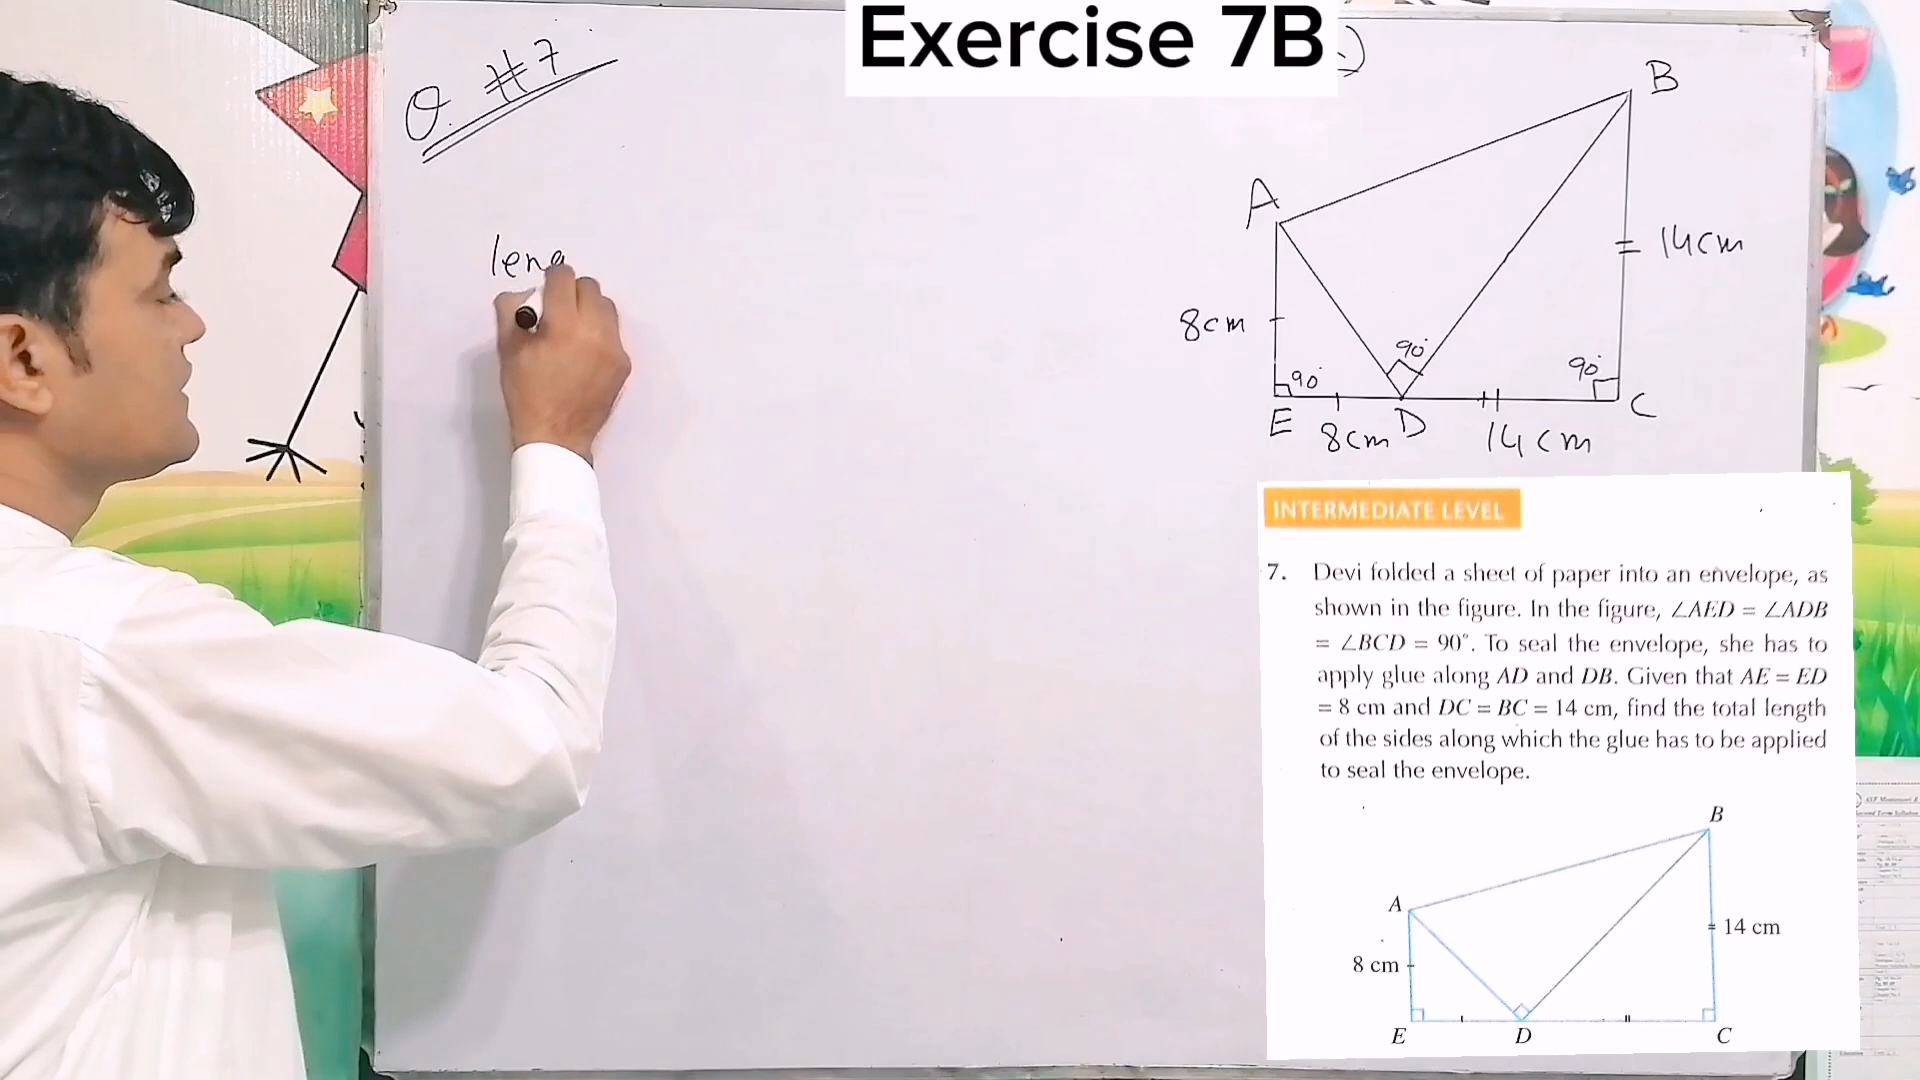 Exercise 7B
Q. #7
leng
A
B
8cm
14cm
90°
90°
90°
E
8cm
D
14cm
C
INTERMEDIATE LEVEL
7. Devi folded a sheet of paper into an envelope, as
shown in the figure. In the figure, ∠AED = ∠ADB
= ∠BCD = 90°. To seal the envelope, she has to
apply glue along AD and DB. Given that AE = ED
= 8 cm and DC = BC = 14 cm, find the total length
of the sides along which the glue has to be applied
to seal the envelope.
B
A
14 cm
8 cm
E
D
C